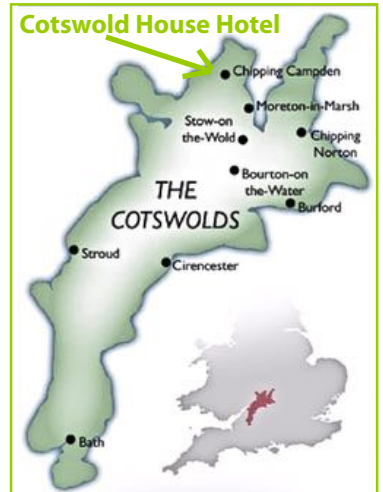 Cotswold House Hotel
Chipping Campden
Moreton-in-Marsh
Stow-on
the-Wold
Chipping
Norton
Bourton-on
the-Water
THE
COTSWOLDS
Burford
Stroud
Cirencester
Bath